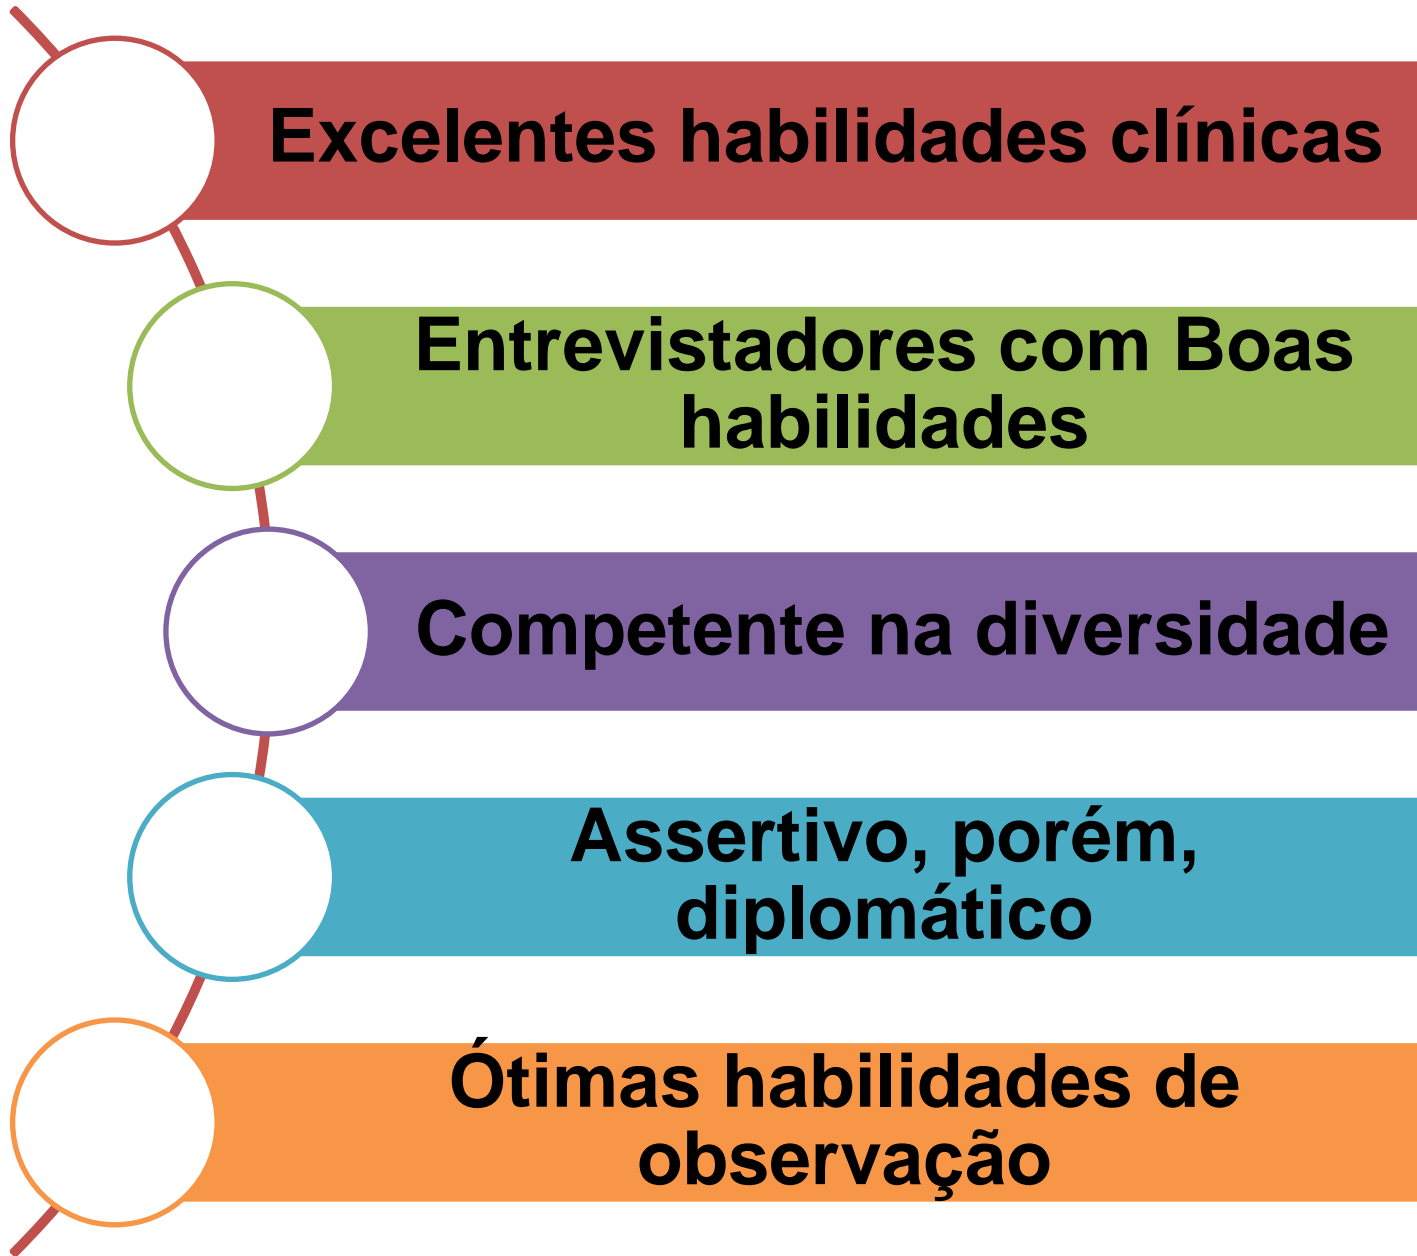 Excelentes habilidades clínicas
Entrevistadores com Boas
habilidades
Competente na diversidade
Assertivo, porém,
diplomático
Ótimas habilidades de
observação